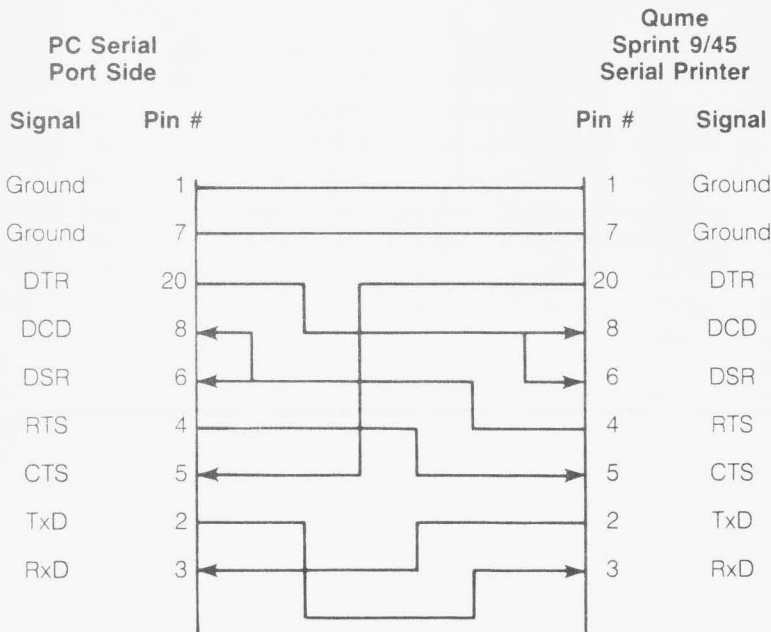 PC Serial
Port Side
Qume
Sprint 9/45
Serial Printer
Signal Pin # Pin # Signal
Ground 1 1 Ground
Ground 7 7 Ground
DTR 20 20 DTR
DCD 8 8 DCD
DSR 6 6 DSR
RTS 4 4 RTS
CTS 5 5 CTS
TxD 2 2 TxD
RxD 3 3 RxD